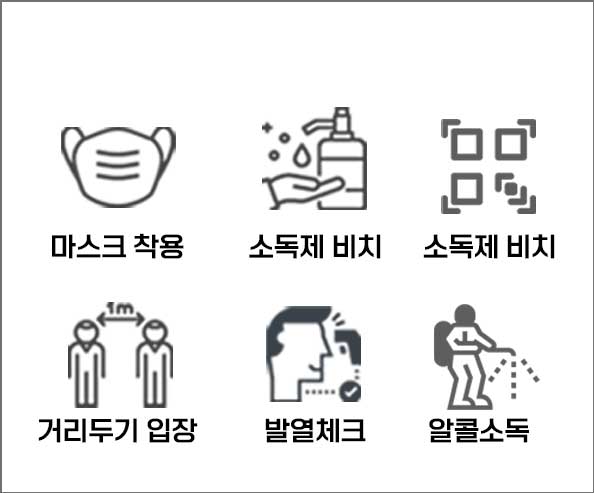 마스크 착용
소독제 비치
소독제 비치
1m
거리두기 입장
발열체크
알콜소독